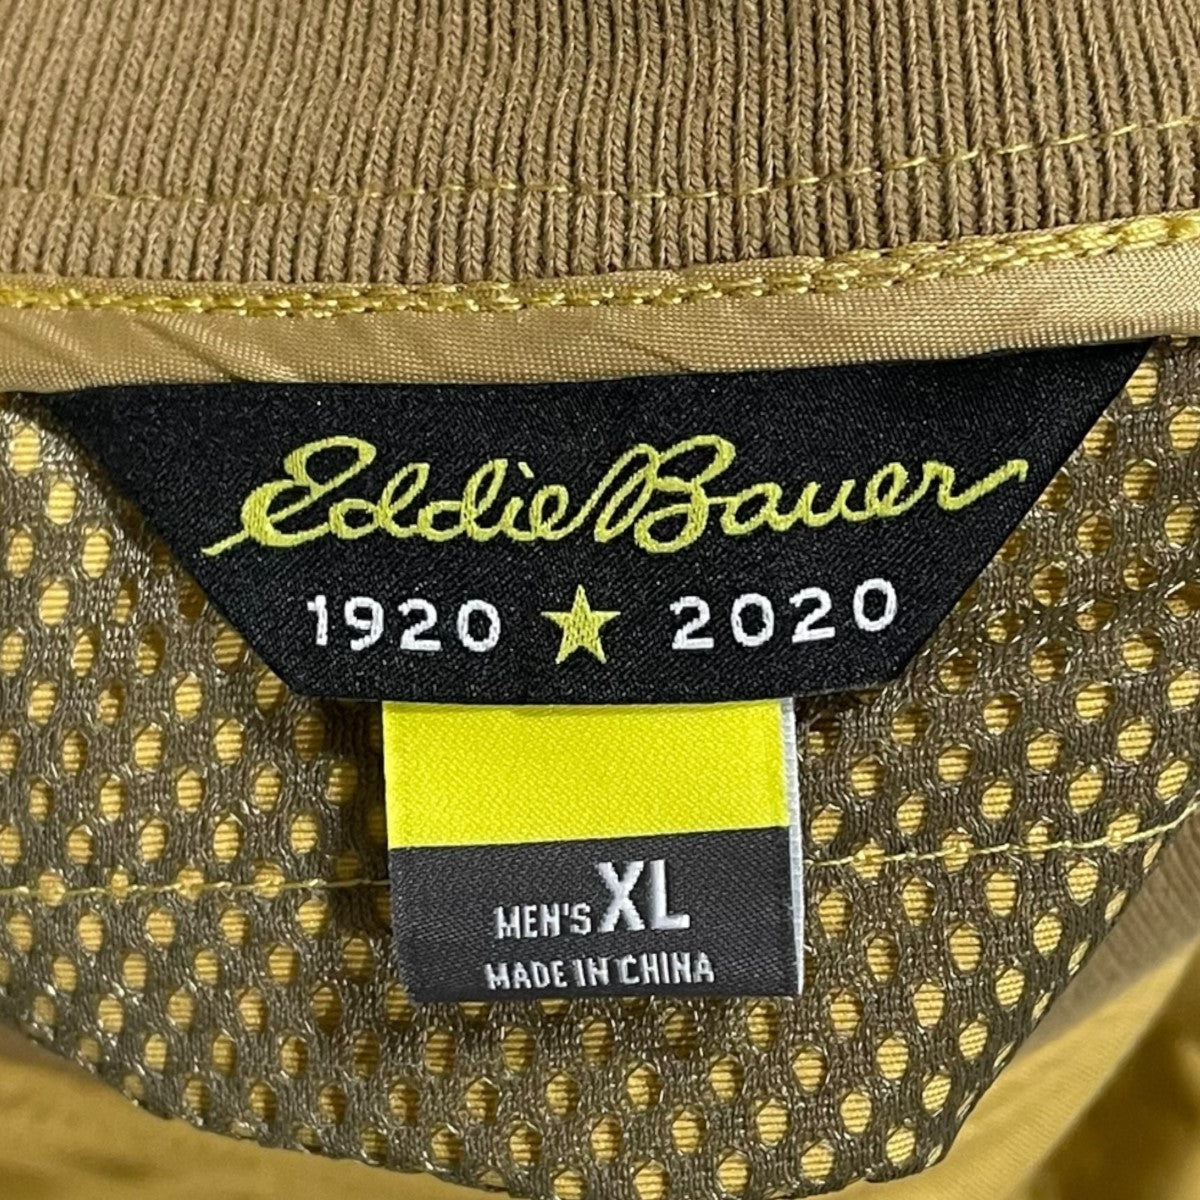 Eddie Bauer
1920 ★ 2020
MEN'S XL
MADE IN CHINA